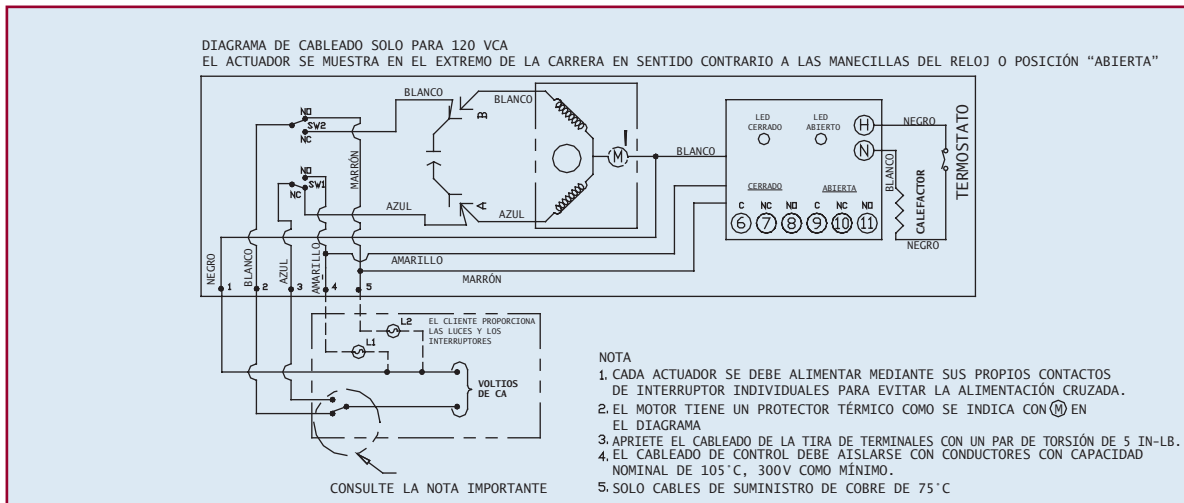 DIAGRAMA DE CABLEADO SOLO PARA 120 VCA
EL ACTUADOR SE MUESTRA EN EL EXTREMO DE LA CARRERA EN SENTIDO CONTRARIO A LAS MANECILLAS DEL RELOJ O POSICIÓN “ABIERTA”
BLANCO
BLANCO
NO
SW2
NC
B
MARRÓN
NO
SW1
NC
A
AZUL
AZUL
M
BLANCO
LED
CERRADO
LED
ABIERTO
H
N
NEGRO
BLANCO
CALEFACTOR
NEGRO
TERMOSTATO
CERRADO
ABIERTA
C NC NO C NC NO
6 7 8 9 10 11
AMARILLO
MARRÓN
NEGRO
BLANCO
AZUL
AMARILLO
1 2 3 4 5
L2
L1
EL CLIENTE PROPORCIONA
LAS LUCES Y LOS
INTERRUPTORES
VOLTIOS
DE CA
CONSULTE LA NOTA IMPORTANTE
NOTA
1. CADA ACTUADOR SE DEBE ALIMENTAR MEDIANTE SUS PROPIOS CONTACTOS
DE INTERRUPTOR INDIVIDUALES PARA EVITAR LA ALIMENTACIÓN CRUZADA.
2. EL MOTOR TIENE UN PROTECTOR TÉRMICO COMO SE INDICA CON M EN
EL DIAGRAMA
3. APRIETE EL CABLEADO DE LA TIRA DE TERMINALES CON UN PAR DE TORSIÓN DE 5 IN-LB.
4. EL CABLEADO DE CONTROL DEBE AISLARSE CON CONDUCTORES CON CAPACIDAD
NOMINAL DE 105°C, 300V COMO MÍNIMO.
5. SOLO CABLES DE SUMINISTRO DE COBRE DE 75°C